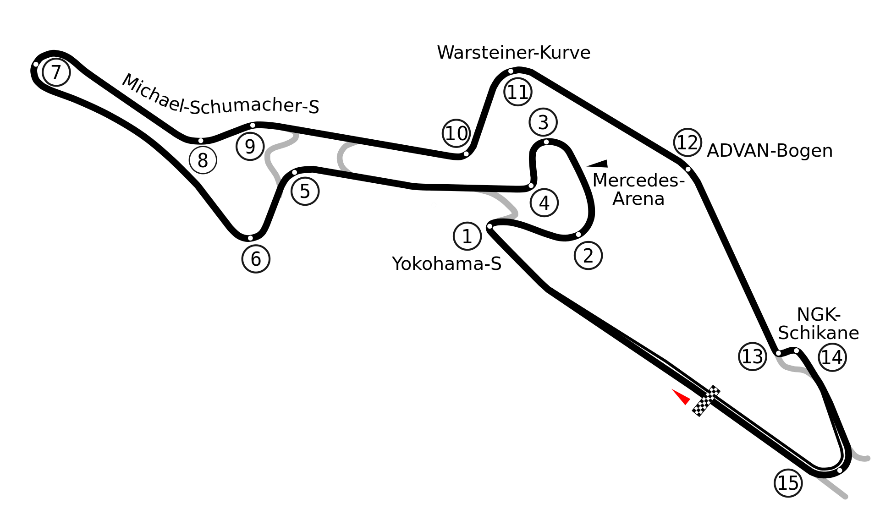 Warsteiner-Kurve
7
Michael-Schumacher-S
11
10
3
12
ADVAN-Bogen
9
8
Mercedes-
Arena
5
4
1
2
6
Yokohama-S
NGK-
Schikane
13
14
15